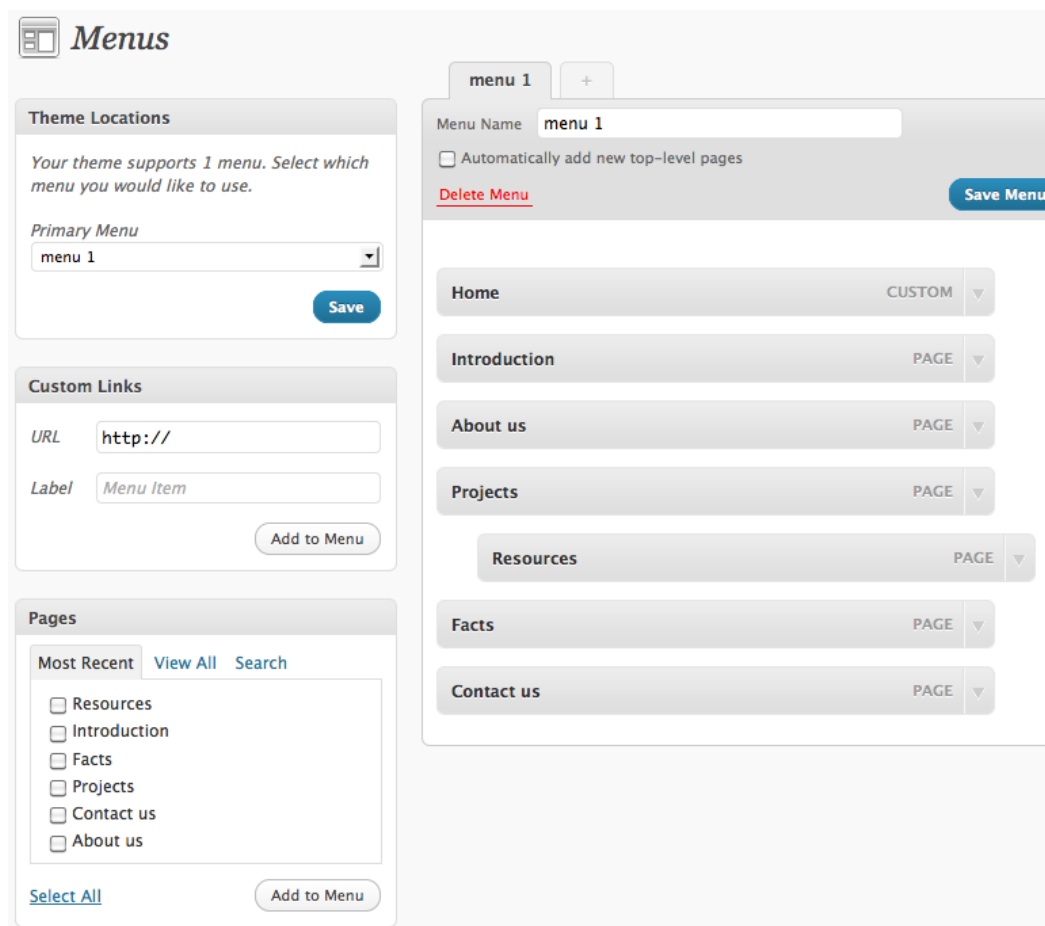 Menus
Theme Locations
Your theme supports 1 menu. Select which
menu you would like to use.
Primary Menu
menu 1
Save
Custom Links
URL http://
Label Menu Item
Add to Menu
Pages
Most Recent View All Search
Resources
Introduction
Facts
Projects
Contact us
About us
Select All Add to Menu
menu 1 +
Menu Name menu 1
Automatically add new top-level pages
Delete Menu Save Menu
Home CUSTOM
Introduction PAGE
About us PAGE
Projects PAGE
Resources PAGE
Facts PAGE
Contact us PAGE